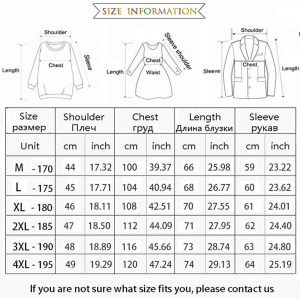 SIZE INFORMATION
Length
Chest
Sleeve shoulder
Shoulder
Chest
Waist
Sleeve
Length
Shoulder
Chest
Sleeve
Length
Size Shoulder Chest Length Sleeve
размер Плеч груд Длина блузки рукав
Unit cm inch cm inch cm inch cm inch
M - 170 44 17.32 100 39.37 66 25.98 59 23.22
L - 175 45 17.71 104 40.94 68 26.77 60 23.62
XL - 180 46 18.11 108 42.51 70 27.55 61 24.01
2XL - 185 47 18.50 112 44.09 71 27.95 62 24.40
3XL - 190 48 18.89 116 45.66 73 28.74 63 24.80
4XL - 195 49 19.29 120 47.24 74 29.13 64 25.19
If you are not sure what size fits you, please contact us